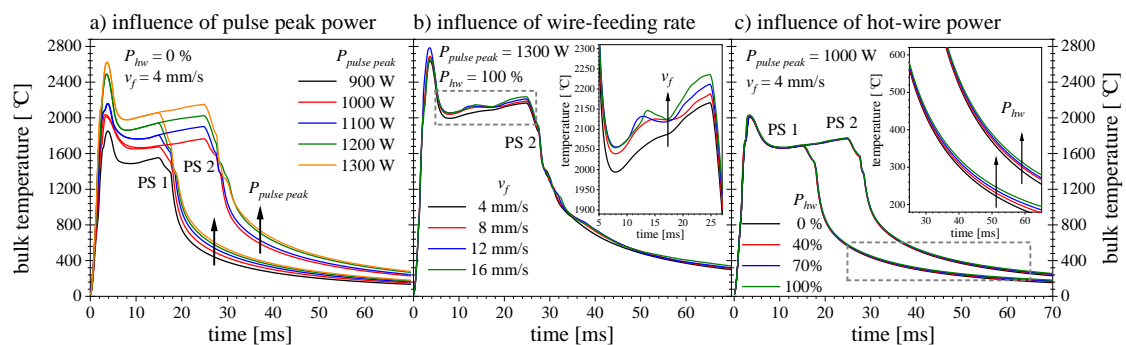 a) influence of pulse peak power
b) influence of wire-feeding rate
c) influence of hot-wire power
bulk temperature [ °C]
2800
2400
2000
1600
1200
800
400
0
P_hw = 0 %
v_f = 4 mm/s
P_pulse peak
900 W
1000 W
1100 W
1200 W
1300 W
PS 1
PS 2
P_pulse peak
0 10 20 30 40 50 60
time [ms]
P_pulse peak = 1300 W
P_hw = 100 %
PS 2
v_f
4 mm/s
8 mm/s
12 mm/s
16 mm/s
temperature [°C]
2300
2250
2200
2150
2100
2050
2000
1950
1900
v_f
5 10 15 20 25
time [ms]
0 10 20 30 40 50 60
time [ms]
P_pulse peak = 1000 W
v_f = 4 mm/s
PS 1
PS 2
P_hw
0 %
40%
70%
100%
temperature [°C]
600
500
400
300
200
P_hw
30 40 50 60
time [ms]
0 10 20 30 40 50 60 70
time [ms]
2800
2400
2000
1600
1200
800
400
0
bulk temperature [ °C]